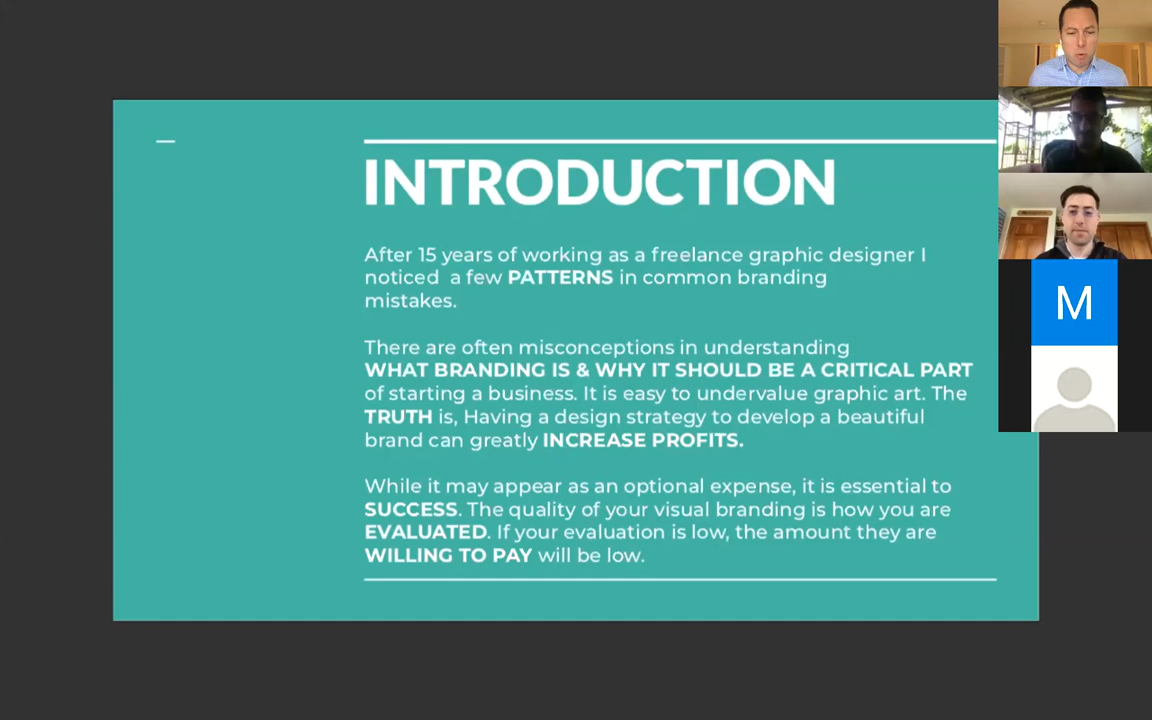 INTRODUCTION
After 15 years of working as a freelance graphic designer I
noticed a few PATTERNS in common branding
mistakes.
There are often misconceptions in understanding
WHAT BRANDING IS & WHY IT SHOULD BE A CRITICAL PART
of starting a business. It is easy to undervalue graphic art. The
TRUTH is, Having a design strategy to develop a beautiful
brand can greatly INCREASE PROFITS.
While it may appear as an optional expense, it is essential to
SUCCESS. The quality of your visual branding is how you are
EVALUATED. If your evaluation is low, the amount they are
WILLING TO PAY will be low.
M